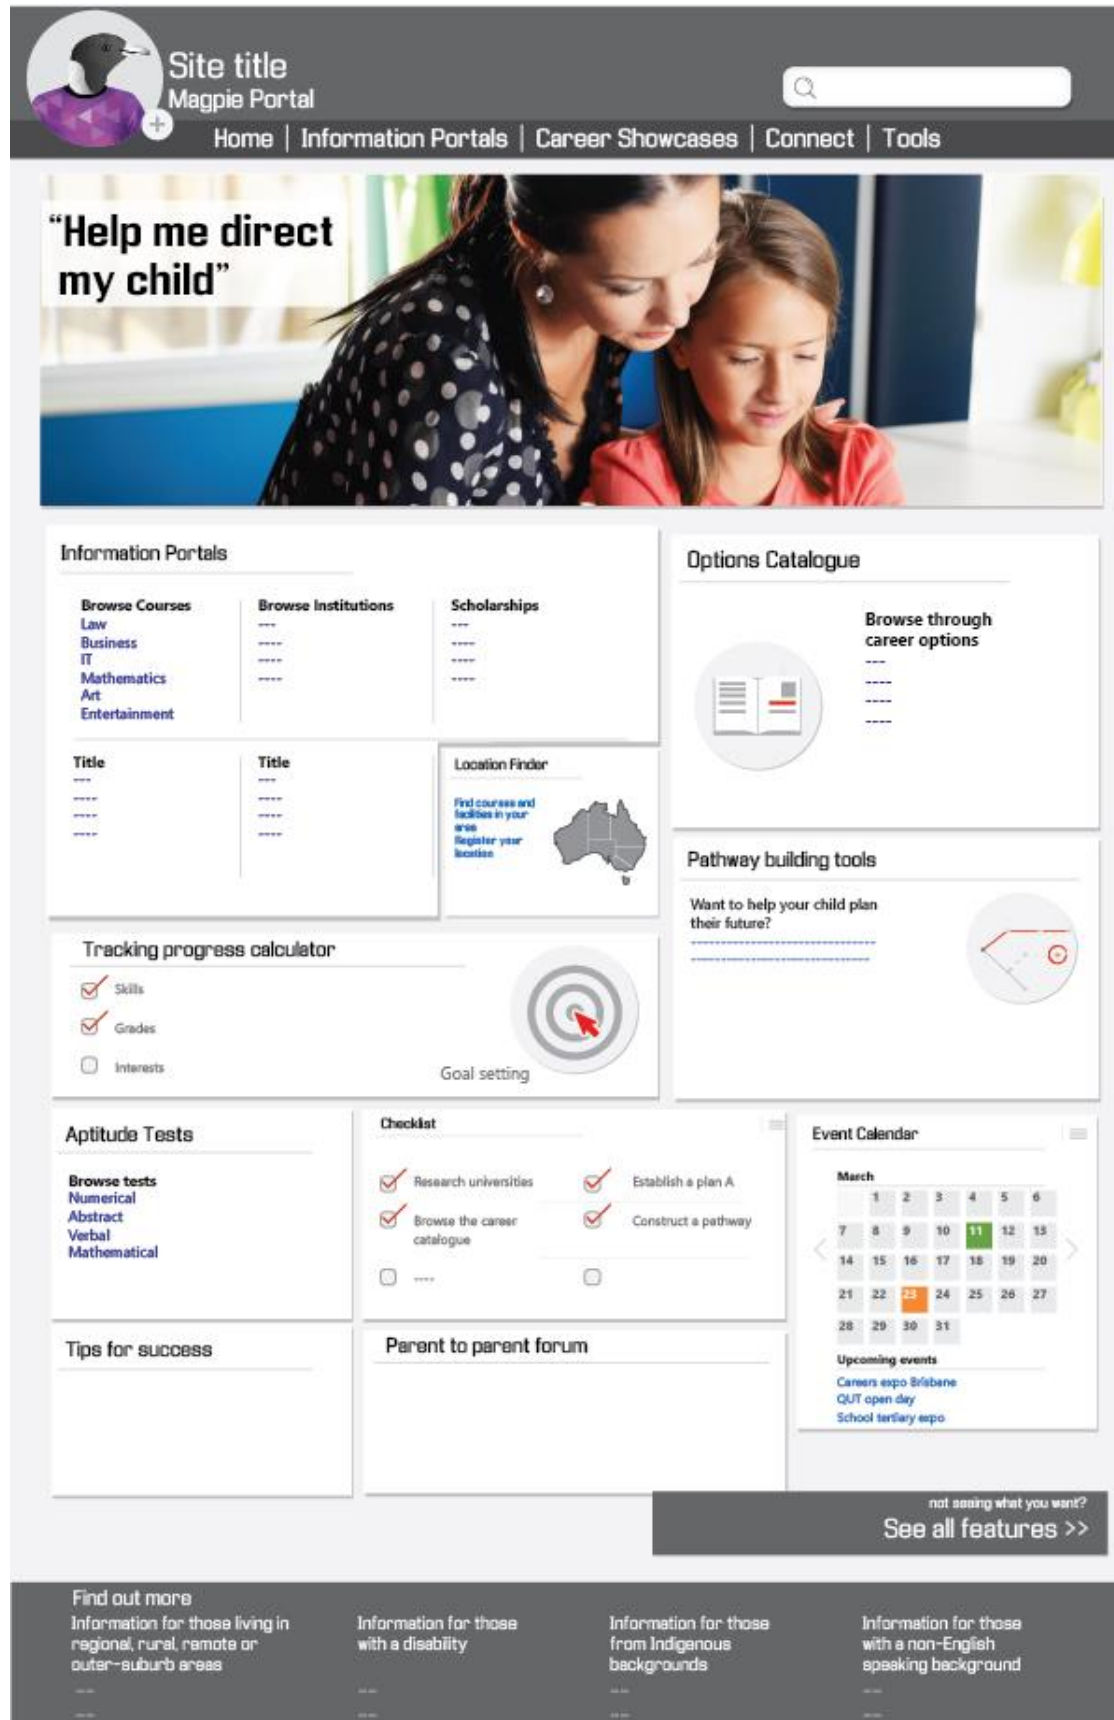 Site title
Magpie Portal
Home | Information Portals | Career Showcases | Connect | Tools
“Help me direct
my child”
Information Portals
Browse Courses
Law
Business
IT
Mathematics
Art
Entertainment
Browse Institutions
---
----
----
----
Scholarships
---
----
----
----
Title
---
----
----
----
Title
---
----
----
----
Location Finder
Find courses and
facilities in your
area
Register your
location
Options Catalogue
Browse through
career options
---
----
----
----
Pathway building tools
Want to help your child plan
their future?
Tracking progress calculator
Skills
Grades
Interests
Goal setting
Aptitude Tests
Browse tests
Numerical
Abstract
Verbal
Mathematical
Checklist
Research universities
Browse the career
catalogue
----
Establish a plan A
Construct a pathway
Event Calendar
March
1 2 3 4 5 6
7 8 9 10 11 12 13
14 15 16 17 18 19 20
21 22 23 24 25 26 27
28 29 30 31
Upcoming events
Careers expo Brisbane
QUT open day
School tertiary expo
Tips for success
Parent to parent forum
not seeing what you want?
See all features >>
Find out more
Information for those living in
regional, rural, remote or
outer-suburb areas
--
--
Information for those
with a disability
--
--
Information for those
from Indigenous
backgrounds
--
--
Information for those
with a non-English
speaking background
--
--